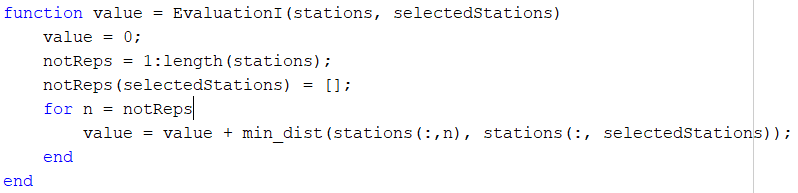 function value = EvaluationI(stations, selectedStations)
    value = 0;
    notReps = 1:length(stations);
    notReps(selectedStations) = [];
    for n = notReps
        value = value + min_dist(stations(:,n), stations(:, selectedStations));
    end
end